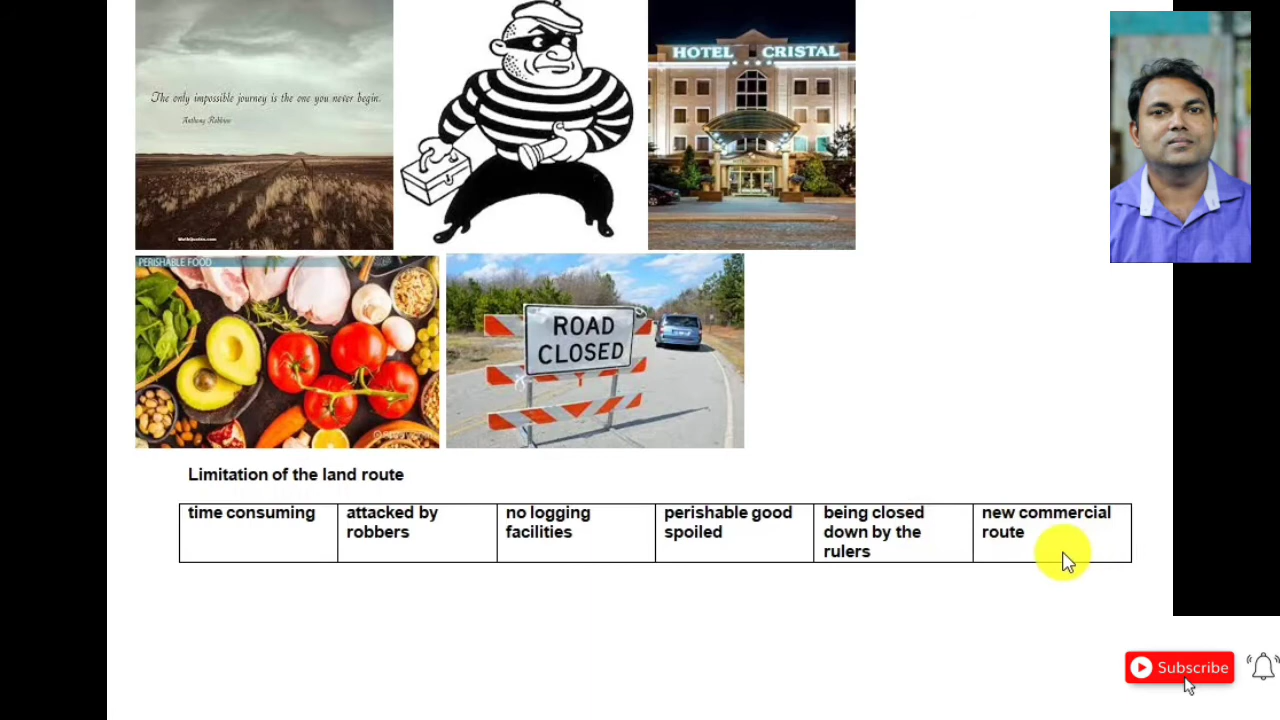 The only impossible journey is the one you never begin.
Anthony Robbins
HOTEL CRISTAL
PERISHABLE FOOD
ROAD
CLOSED
Limitation of the land route
time consuming
attacked by
robbers
no logging
facilities
perishable good
spoiled
being closed
down by the
rulers
new commercial
route
Subscribe